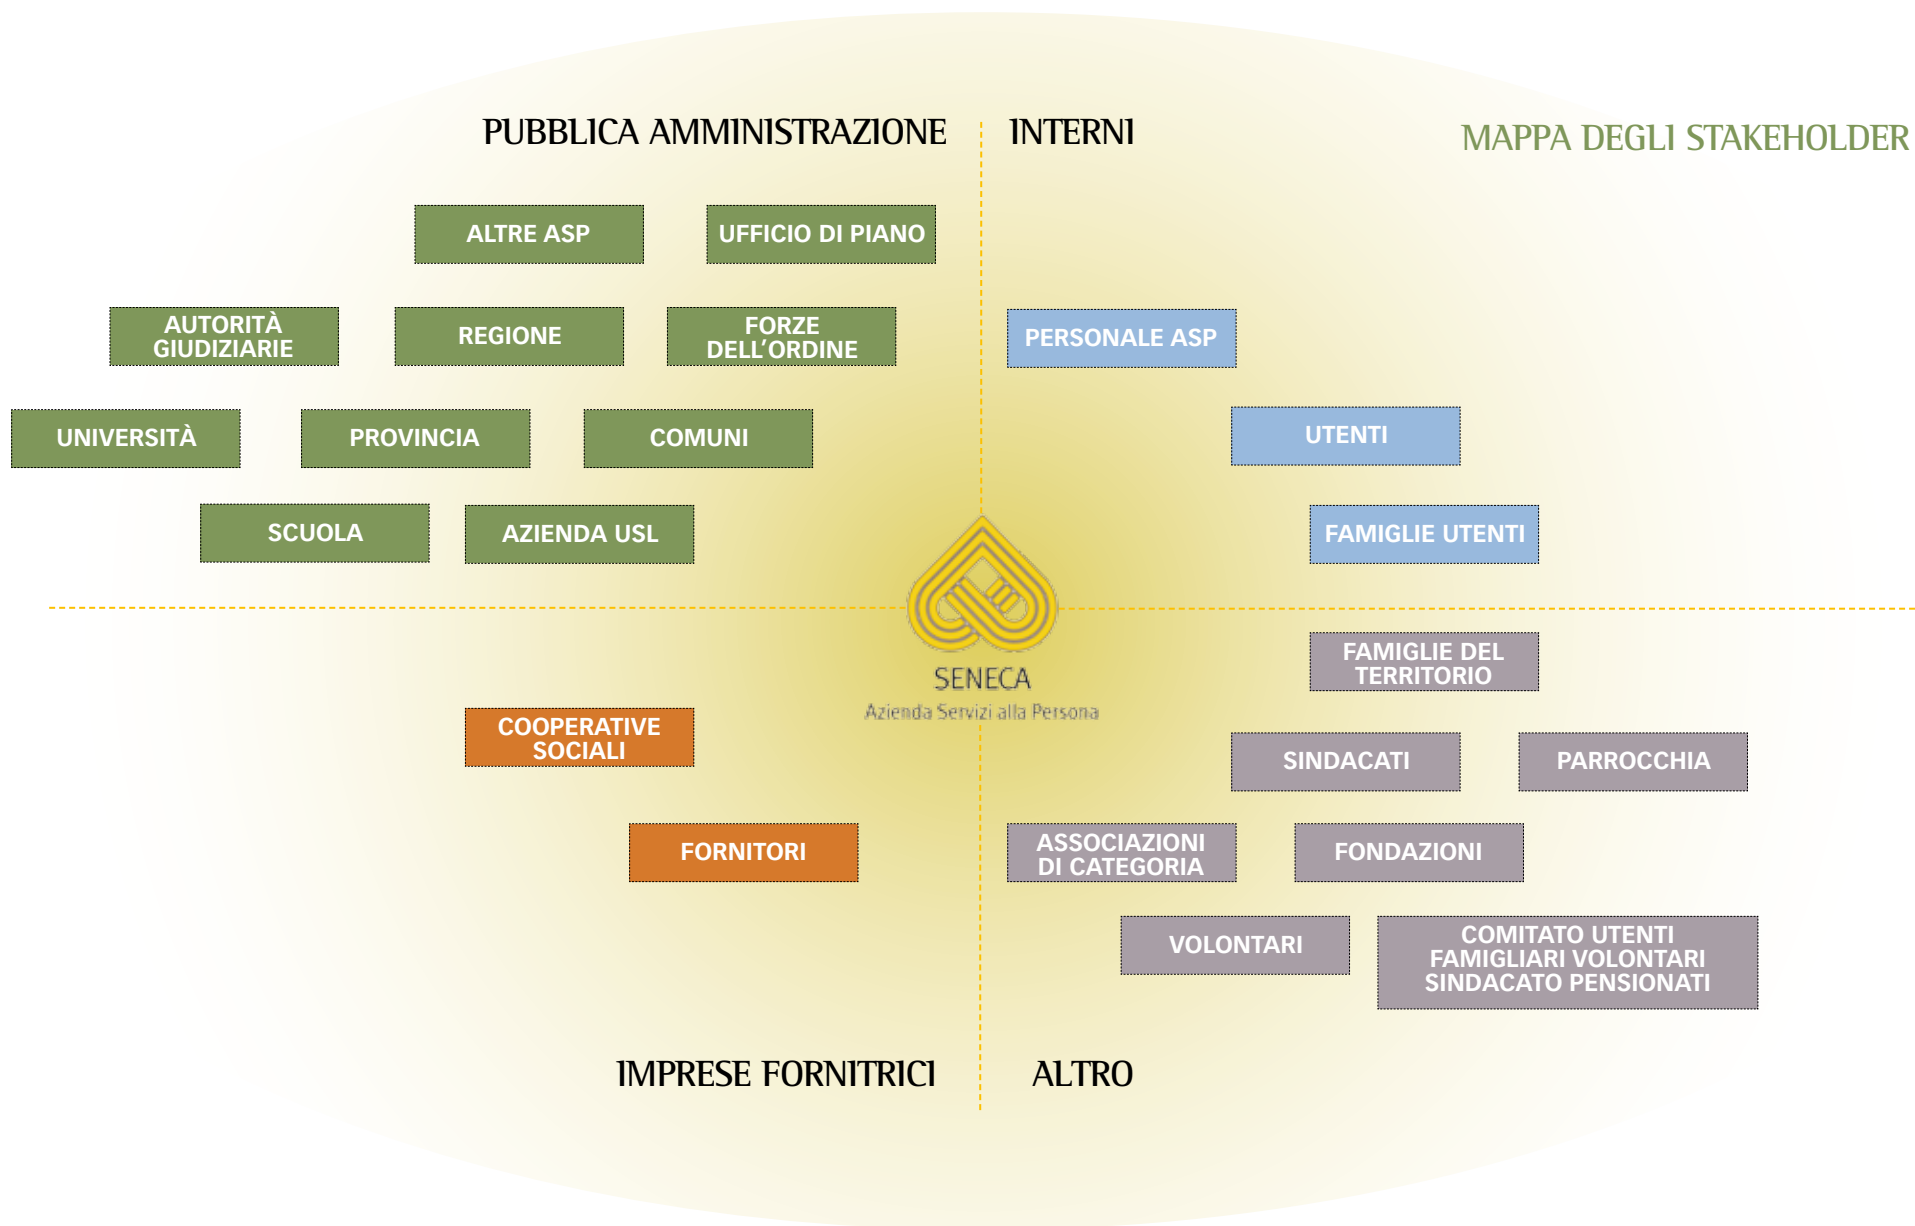 PUBBLICA AMMINISTRAZIONE
INTERNI
MAPPA DEGLI STAKEHOLDER
ALTRE ASP
UFFICIO DI PIANO
AUTORITÀ
GIUDIZIARIE
REGIONE
FORZE
DELL'ORDINE
PERSONALE ASP
UNIVERSITÀ
PROVINCIA
COMUNI
UTENTI
SCUOLA
AZIENDA USL
FAMIGLIE UTENTI
SENECA
Azienda Servizi alla Persona
FAMIGLIE DEL
TERRITORIO
COOPERATIVE
SOCIALI
SINDACATI
PARROCCHIA
FORNITORI
ASSOCIAZIONI
DI CATEGORIA
FONDAZIONI
VOLONTARI
COMITATO UTENTI
FAMIGLIARI VOLONTARI
SINDACATO PENSIONATI
IMPRESE FORNITRICI
ALTRO